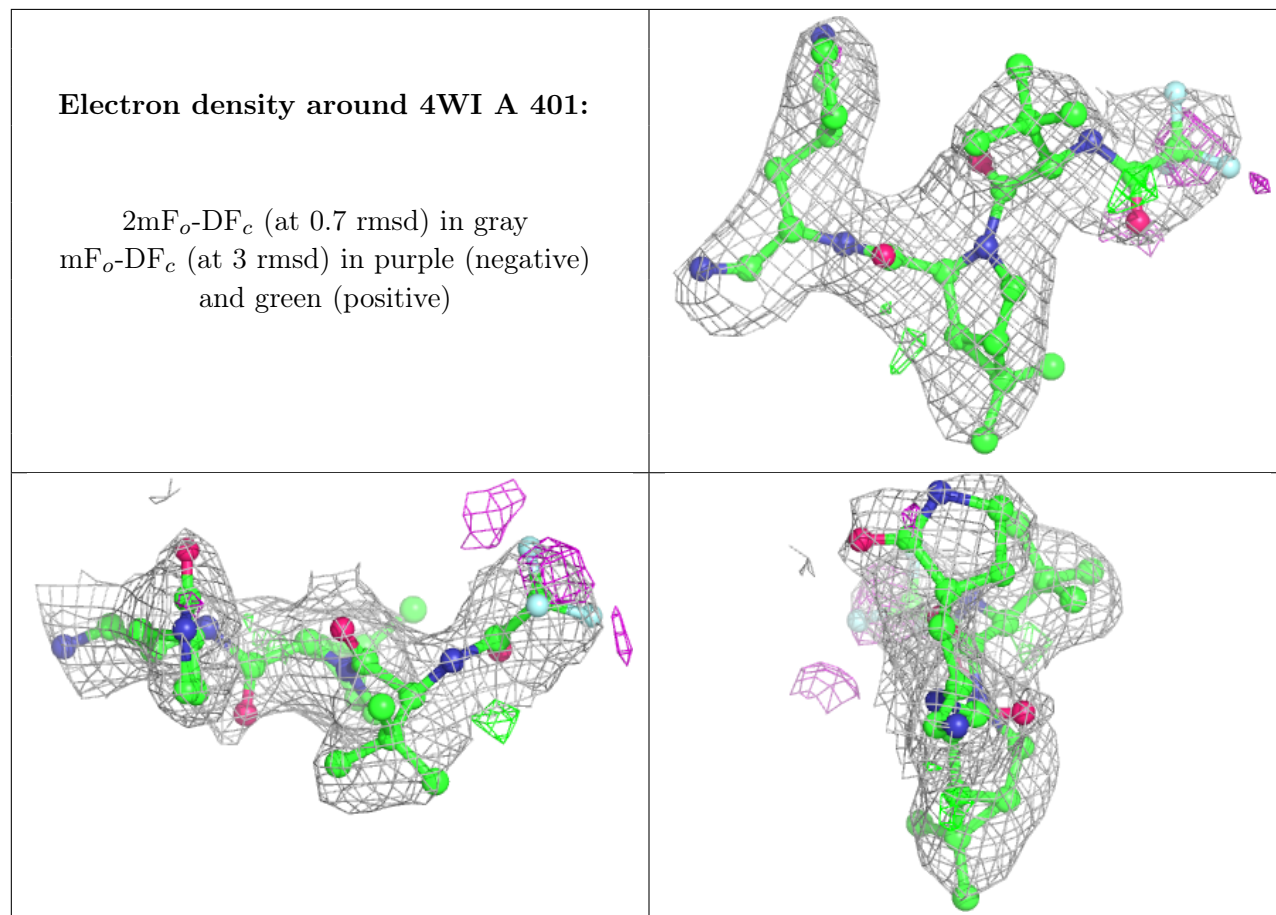 Electron density around 4WI A 401:
2mFo-DFc (at 0.7 rmsd) in gray
mFo-DFc (at 3 rmsd) in purple (negative)
and green (positive)